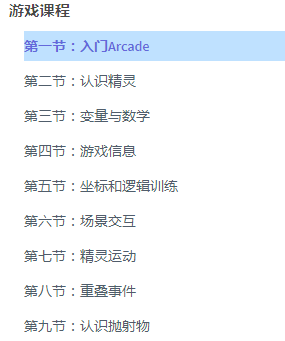 游戏课程
第一节：入门Arcade
第二节：认识精灵
第三节：变量与数学
第四节：游戏信息
第五节：坐标和逻辑训练
第六节：场景交互
第七节：精灵运动
第八节：重叠事件
第九节：认识抛射物